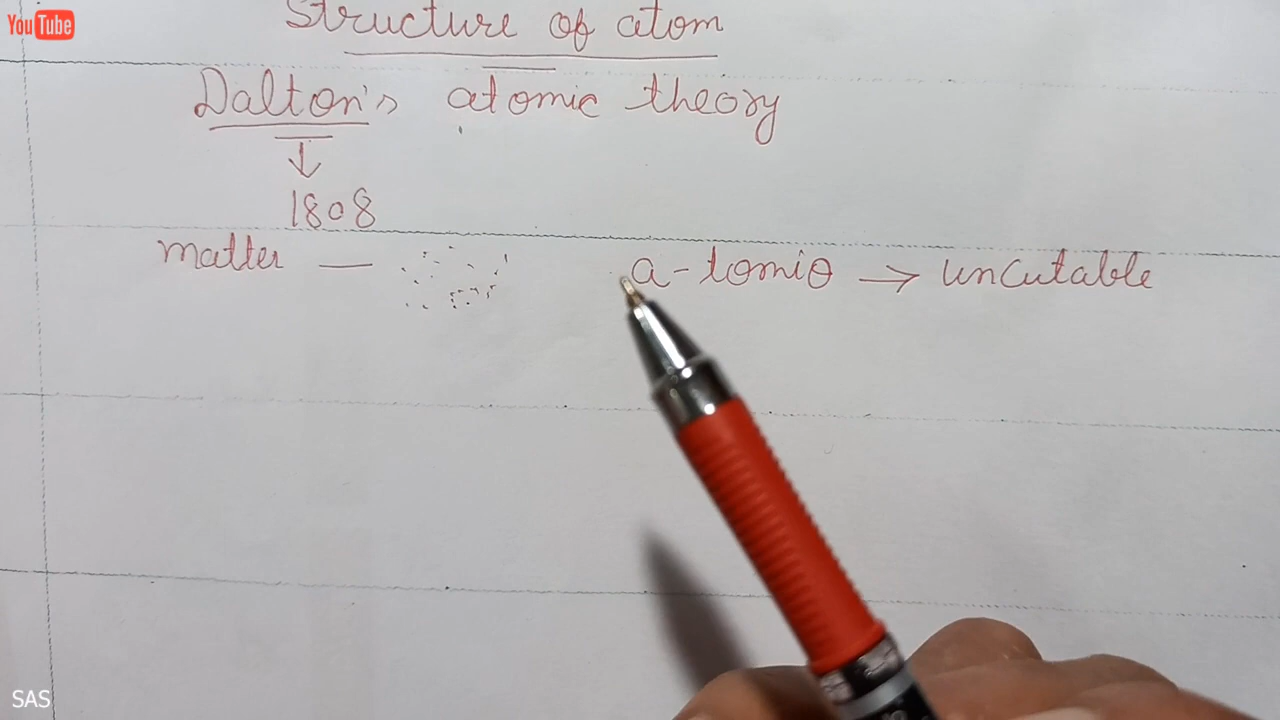 YouTube
Structure of atom
Dalton's atomic theory
↓
1808
matter — a-tomio → uncutable
SAS